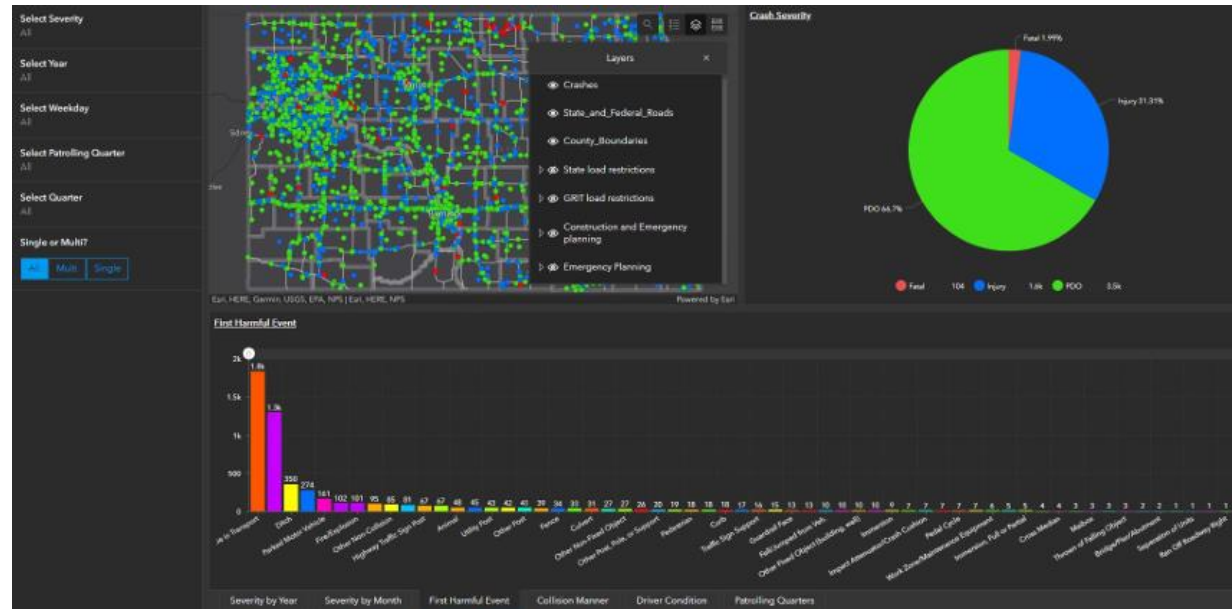 Select Severity
All
Select Year
All
Select Weekday
All
Select Patrolling Quarter
All
Select Quarter
All
Single or Multi?
All Multi Single
Layers
Crashes
State_and_Federal_Roads
County_Boundaries
State load restrictions
GRIT load restrictions
Construction and Emergency
planning
Emergency Planning
Esri, HERE, Garmin, USGS, EPA, NPS | Esri, HERE, NPS Powered by Esri
Crash Severity
Fatal 1.99%
Injury 31.31%
PDO 66.7%
Fatal 104 Injury 1.6k PDO 3.5k
First Harmful Event
2k
1.5k
1k
500
0
1.8k 1.3k 350 274 161 102 101 95 85 81 67 67 48 45 43 42 41 39 34 33 31 27 27 26 20 19 18 18 18 17 16 15 13 13 10 10 10 10 9 7 7 7 7 6 5 5 4 4 3 3 3 3 2 2 1 1 1 1
Ditch
Parked Motor Vehicle
Fire/Explosion
Other Non-Collision
Highway Traffic Sign Post
Animal
Utility Post
Other Post
Fence
Culvert
Other Non-Fixed Object
Other Post, Pole, or Support
Pedestrian
Curb
Traffic Sign Support
Guardrail Face
Fell/Jumped from Veh.
Other Fixed Object (building, wall)
Immersion
Impact Attenuator/Crash Cushion
Pedal Cycle
Work Zone/Maintenance Equipment
Immersion, Full or Partial
Cross Median
Mailbox
Thrown of Falling Object
Bridge/Pier/Abutment
Separation of Units
Ran Off Roadway Right
Severity by Year Severity by Month First Harmful Event Collision Manner Driver Condition Patrolling Quarters